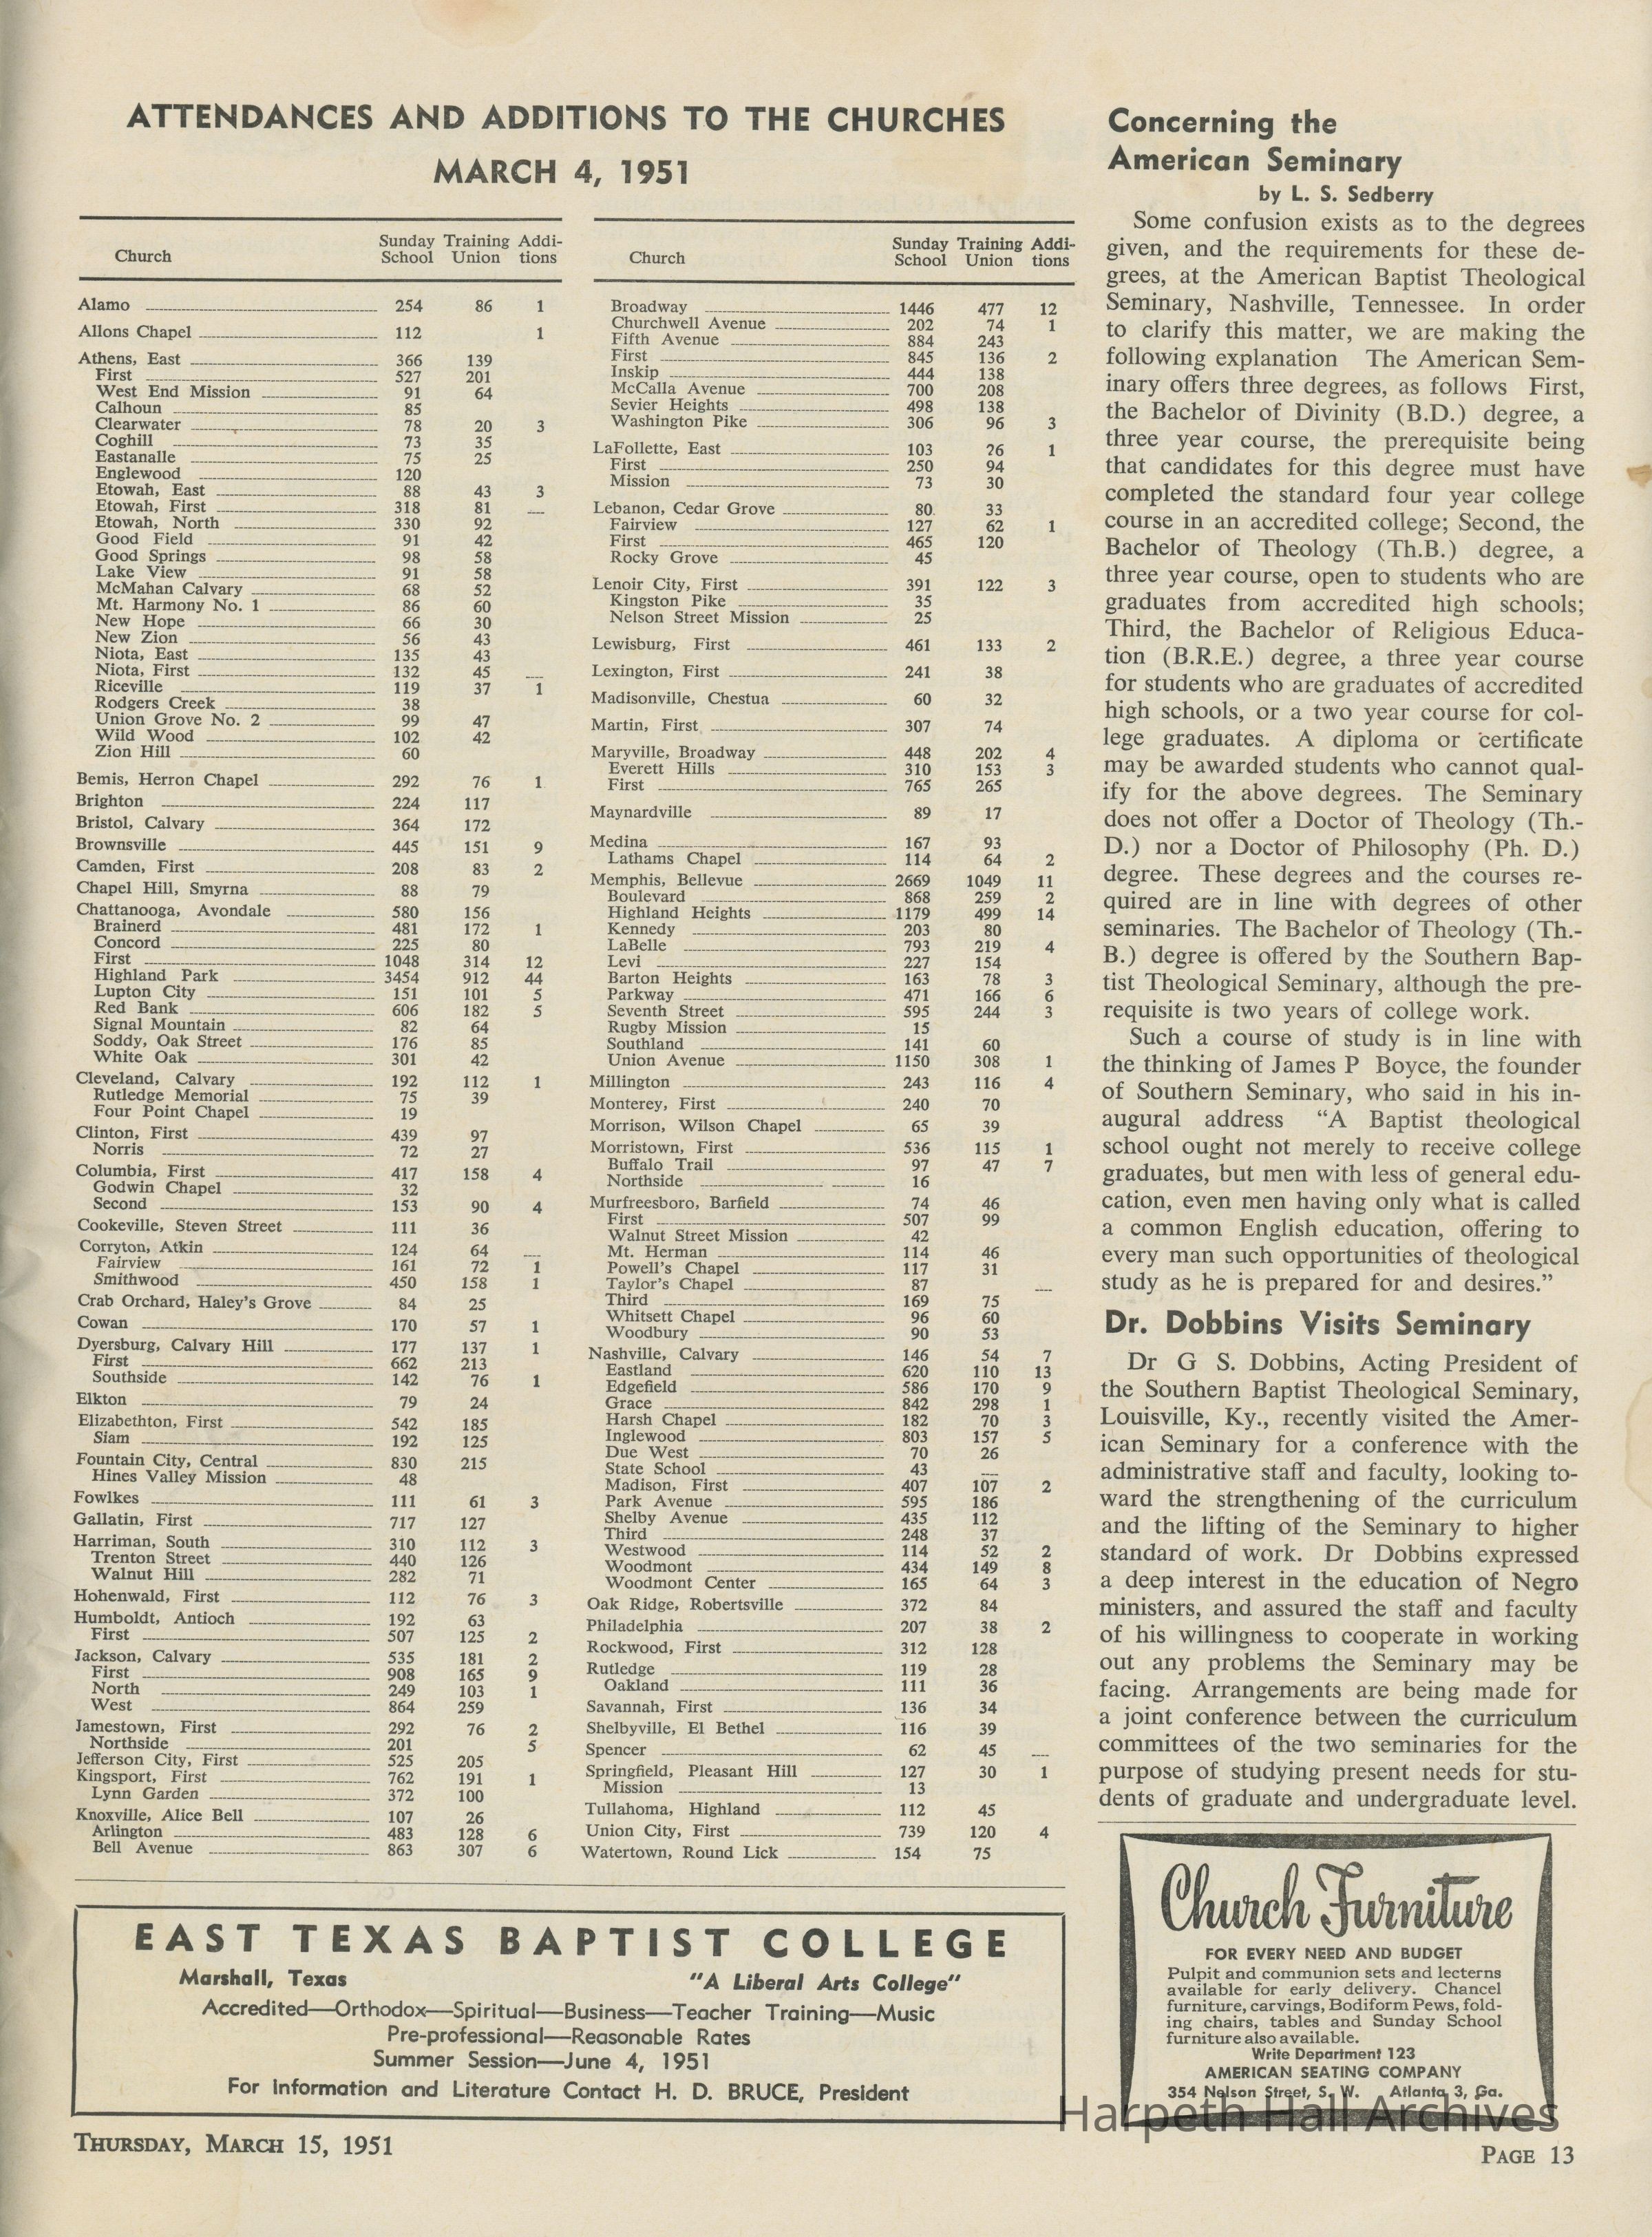 ATTENDANCES AND ADDITIONS TO THE CHURCHES
MARCH 4, 1951
Church Sunday School Training Union Addi-tions
Alamo 254 86 1
Allons Chapel 112 1
Athens, East 366 139
First 527 201
West End Mission 91 64
Calhoun 85
Clearwater 78 20 3
Coghill 73 35
Eastanalle 75 25
Englewood 120
Etowah, East 88 43 3
Etowah, First 318 81 __
Etowah, North 330 92
Good Field 91 42
Good Springs 98 58
Lake View 91 58
McMahan Calvary 68 52
Mt. Harmony No. 1 86 60
New Hope 66 30
New Zion 56 43
Niota, East 135 43
Niota, First 132 45 __
Riceville 119 37 1
Rodgers Creek 38
Union Grove No. 2 99 47
Wild Wood 102 42
Zion Hill 60
Bemis, Herron Chapel 292 76 1
Brighton 224 117
Bristol, Calvary 364 172
Brownsville 445 151 9
Camden, First 208 83 2
Chapel Hill, Smyrna 88 79
Chattanooga, Avondale 580 156
Brainerd 481 172 1
Concord 225 80
First 1048 314 12
Highland Park 3454 912 44
Lupton City 151 101 5
Red Bank 606 182 5
Signal Mountain 82 64
Soddy, Oak Street 176 85
White Oak 301 42
Cleveland, Calvary 192 112 1
Rutledge Memorial 75 39
Four Point Chapel 19
Clinton, First 439 97
Norris 72 27
Columbia, First 417 158 4
Godwin Chapel 32
Second 153 90 4
Cookeville, Steven Street 111 36
Corryton, Atkin 124 64 __
Fairview 161 72 1
Smithwood 450 158 1
Crab Orchard, Haley's Grove 84 25
Cowan 170 57 1
Dyersburg, Calvary Hill 177 137 1
First 662 213
Southside 142 76 1
Elkton 79 24
Elizabethton, First 542 185
Siam 192 125
Fountain City, Central 830 215
Hines Valley Mission 48
Fowlkes 111 61 3
Gallatin, First 717 127
Harriman, South 310 112 3
Trenton Street 440 126
Walnut Hill 282 71
Hohenwald, First 112 76 3
Humboldt, Antioch 192 63
First 507 125 2
Jackson, Calvary 535 181 2
First 908 165 9
North 249 103 1
West 864 259
Jamestown, First 292 76 2
Northside 201 5
Jefferson City, First 525 205
Kingsport, First 762 191 1
Lynn Garden 372 100
Knoxville, Alice Bell 107 26
Arlington 483 128 6
Bell Avenue 863 307 6
Church Sunday School Training Union Addi-tions
Broadway 1446 477 12
Churchwell Avenue 202 74 1
Fifth Avenue 884 243
First 845 136 2
Inskip 444 138
McCalla Avenue 700 208
Sevier Heights 498 138
Washington Pike 306 96 3
LaFollette, East 103 26 1
First 250 94
Mission 73 30
Lebanon, Cedar Grove 80 33
Fairview 127 62 1
First 465 120
Rocky Grove 45
Lenoir City, First 391 122 3
Kingston Pike 35
Nelson Street Mission 25
Lewisburg, First 461 133 2
Lexington, First 241 38
Madisonville, Chestua 60 32
Martin, First 307 74
Maryville, Broadway 448 202 4
Everett Hills 310 153 3
First 765 265
Maynardville 89 17
Medina 167 93
Lathams Chapel 114 64 2
Memphis, Bellevue 2669 1049 11
Boulevard 868 259 2
Highland Heights 1179 499 14
Kennedy 203 80
LaBelle 793 219 4
Levi 227 154
Barton Heights 163 78 3
Parkway 471 166 6
Seventh Street 595 244 3
Rugby Mission 15
Southland 141 60
Union Avenue 1150 308 1
Millington 243 116 4
Monterey, First 240 70
Morrison, Wilson Chapel 65 39
Morristown, First 536 115 1
Buffalo Trail 97 47 7
Northside 16
Murfreesboro, Barfield 74 46
First 507 99
Walnut Street Mission 42
Mt. Herman 114 46
Powell's Chapel 117 31
Taylor's Chapel 87 __
Third 169 75
Whitsett Chapel 96 60
Woodbury 90 53
Nashville, Calvary 146 54 7
Eastland 620 110 13
Edgefield 586 170 9
Grace 842 298 1
Harsh Chapel 182 70 3
Inglewood 803 157 5
Due West 70 26
State School 43 __
Madison, First 407 107 2
Park Avenue 595 186
Shelby Avenue 435 112
Third 248 37
Westwood 114 52 2
Woodmont 434 149 8
Woodmont Center 165 64 3
Oak Ridge, Robertsville 372 84
Philadelphia 207 38 2
Rockwood, First 312 128
Rutledge 119 28
Oakland 111 36
Savannah, First 136 34
Shelbyville, El Bethel 116 39
Spencer 62 45 __
Springfield, Pleasant Hill 127 30 1
Mission 13
Tullahoma, Highland 112 45
Union City, First 739 120 4
Watertown, Round Lick 154 75
Concerning the
American Seminary
by L. S. Sedberry
Some confusion exists as to the degrees
given, and the requirements for these de-
grees, at the American Baptist Theological
Seminary, Nashville, Tennessee. In order
to clarify this matter, we are making the
following explanation The American Sem-
inary offers three degrees, as follows First,
the Bachelor of Divinity (B.D.) degree, a
three year course, the prerequisite being
that candidates for this degree must have
completed the standard four year college
course in an accredited college; Second, the
Bachelor of Theology (Th.B.) degree, a
three year course, open to students who are
graduates from accredited high schools;
Third, the Bachelor of Religious Educa-
tion (B.R.E.) degree, a three year course
for students who are graduates of accredited
high schools, or a two year course for col-
lege graduates. A diploma or certificate
may be awarded students who cannot qual-
ify for the above degrees. The Seminary
does not offer a Doctor of Theology (Th.-
D.) nor a Doctor of Philosophy (Ph. D.)
degree. These degrees and the courses re-
quired are in line with degrees of other
seminaries. The Bachelor of Theology (Th.-
B.) degree is offered by the Southern Bap-
tist Theological Seminary, although the pre-
requisite is two years of college work.
Such a course of study is in line with
the thinking of James P Boyce, the founder
of Southern Seminary, who said in his in-
augural address "A Baptist theological
school ought not merely to receive college
graduates, but men with less of general edu-
cation, even men having only what is called
a common English education, offering to
every man such opportunities of theological
study as he is prepared for and desires."
Dr. Dobbins Visits Seminary
Dr G S. Dobbins, Acting President of
the Southern Baptist Theological Seminary,
Louisville, Ky., recently visited the Amer-
ican Seminary for a conference with the
administrative staff and faculty, looking to-
ward the strengthening of the curriculum
and the lifting of the Seminary to higher
standard of work. Dr Dobbins expressed
a deep interest in the education of Negro
ministers, and assured the staff and faculty
of his willingness to cooperate in working
out any problems the Seminary may be
facing. Arrangements are being made for
a joint conference between the curriculum
committees of the two seminaries for the
purpose of studying present needs for stu-
dents of graduate and undergraduate level.
EAST TEXAS BAPTIST COLLEGE
Marshall, Texas "A Liberal Arts College"
Accredited—Orthodox—Spiritual—Business—Teacher Training—Music
Pre-professional—Reasonable Rates
Summer Session—June 4, 1951
For Information and Literature Contact H. D. BRUCE, President
Church Furniture
FOR EVERY NEED AND BUDGET
Pulpit and communion sets and lecterns
available for early delivery. Chancel
furniture, carvings, Bodiform Pews, fold-
ing chairs, tables and Sunday School
furniture also available.
Write Department 123
AMERICAN SEATING COMPANY
354 Nelson Street, S. W. Atlanta 3, Ga.
Harpeth Hall Archives
THURSDAY, MARCH 15, 1951
PAGE 13